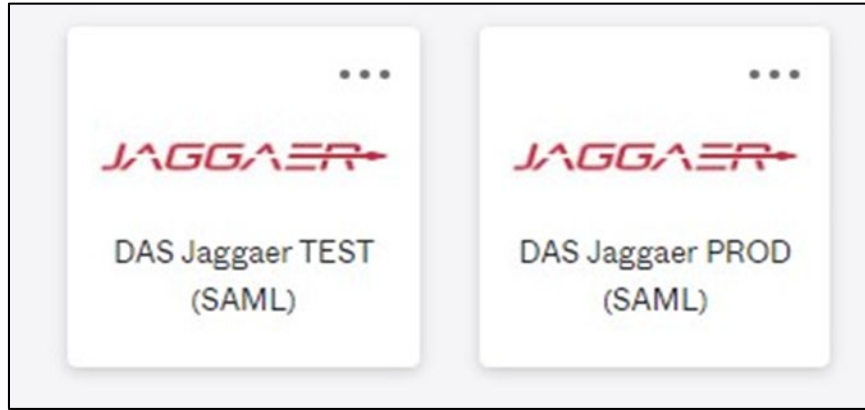 JAGGAER
DAS Jaggaer TEST
(SAML)
JAGGAER
DAS Jaggaer PROD
(SAML)